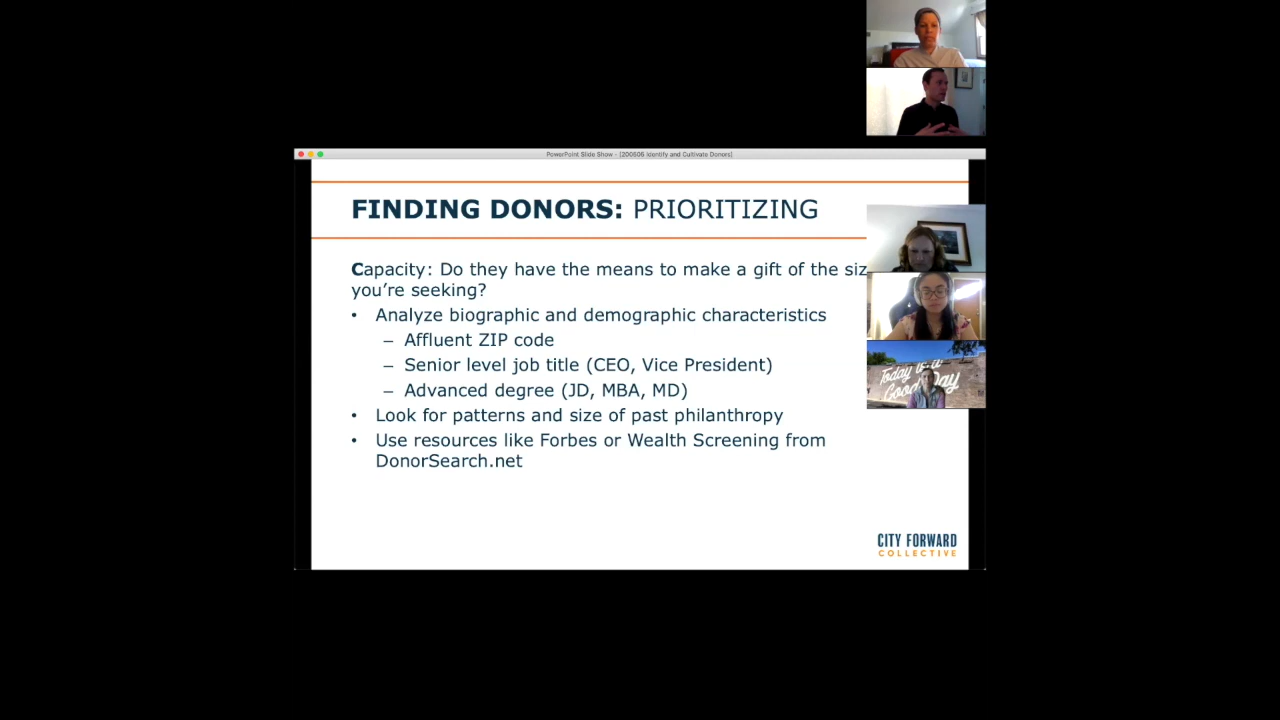 PowerPoint Slide Show - [200506 Identify and Cultivate Donors]
FINDING DONORS: PRIORITIZING
Capacity: Do they have the means to make a gift of the siz
you're seeking?
• Analyze biographic and demographic characteristics
– Affluent ZIP code
– Senior level job title (CEO, Vice President)
– Advanced degree (JD, MBA, MD)
• Look for patterns and size of past philanthropy
• Use resources like Forbes or Wealth Screening from
DonorSearch.net
Today
Good Day
CITY FORWARD
COLLECTIVE